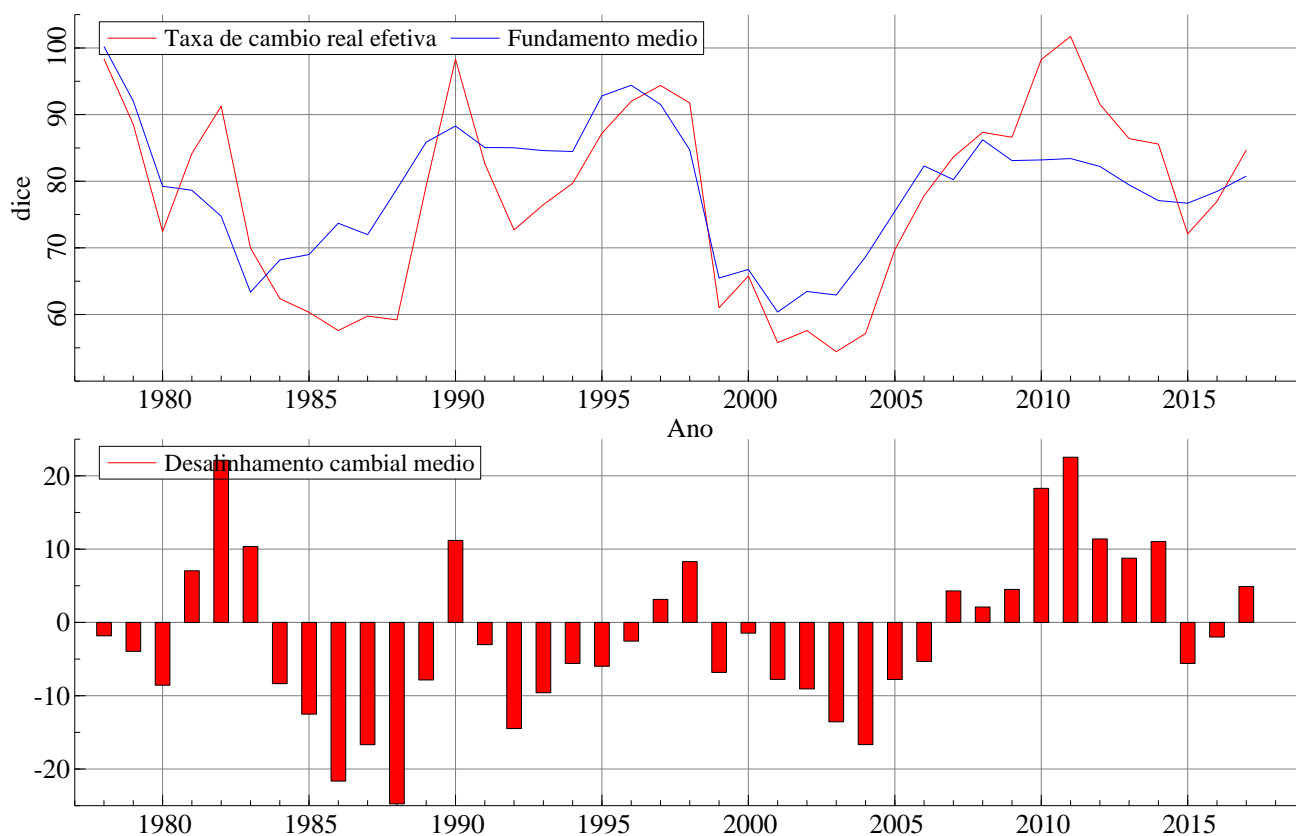 Taxa de cambio real efetiva Fundamento medio
100
90
80
70
60
dice
1980 1985 1990 1995 2000 2005 2010 2015
Ano
Desalinhamento cambial medio
20
10
0
-10
-20
1980 1985 1990 1995 2000 2005 2010 2015